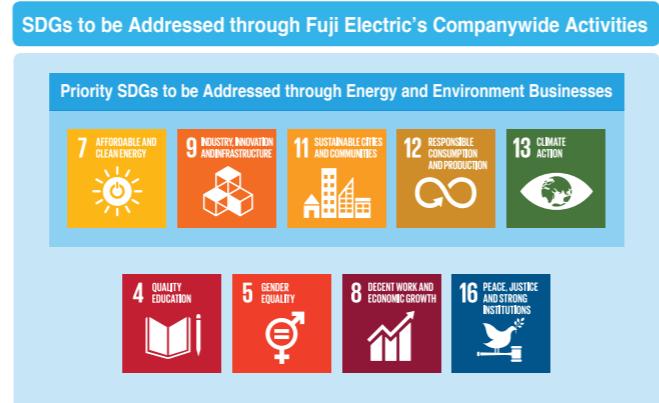 SDGs to be Addressed through Fuji Electric's Companywide Activities
Priority SDGs to be Addressed through Energy and Environment Businesses
7 AFFORDABLE AND
CLEAN ENERGY
9 INDUSTRY, INNOVATION
AND INFRASTRUCTURE
11 SUSTAINABLE CITIES
AND COMMUNITIES
12 RESPONSIBLE
CONSUMPTION
AND PRODUCTION
13 CLIMATE
ACTION
4 QUALITY
EDUCATION
5 GENDER
EQUALITY
8 DECENT WORK AND
ECONOMIC GROWTH
16 PEACE, JUSTICE
AND STRONG
INSTITUTIONS